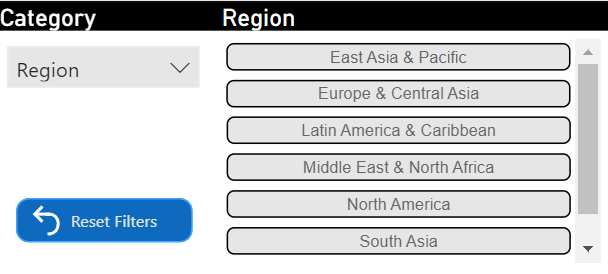 Category
Region
Region
East Asia & Pacific
Europe & Central Asia
Latin America & Caribbean
Middle East & North Africa
North America
South Asia
Reset Filters